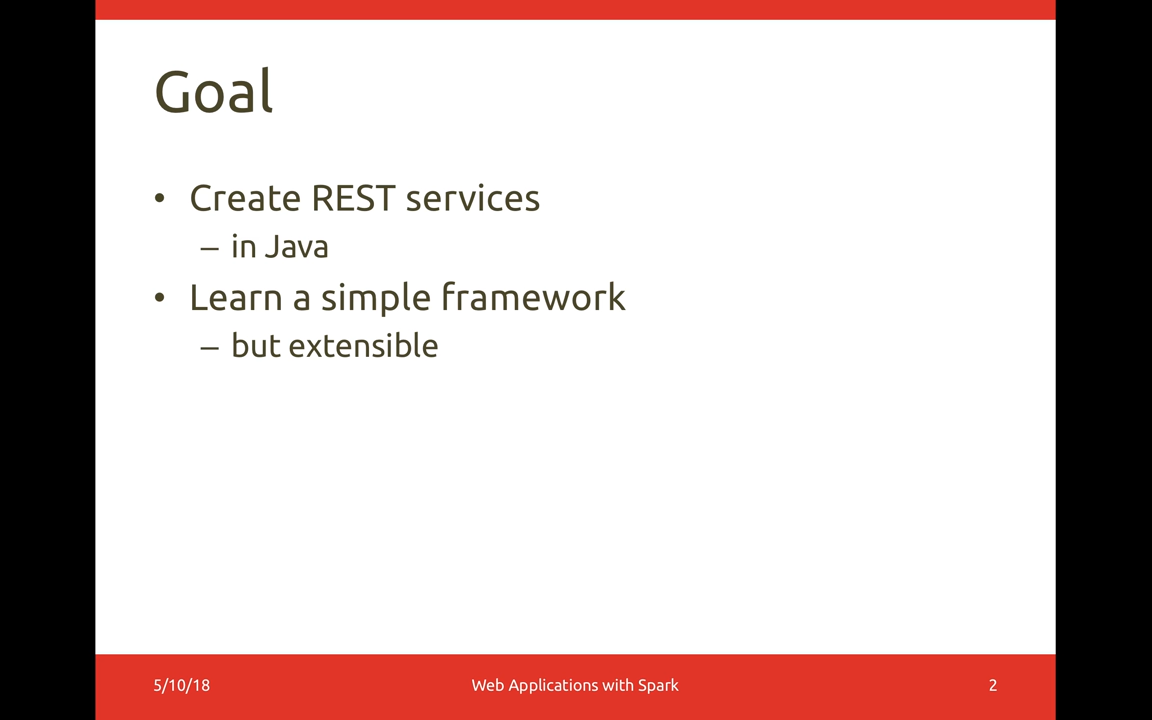 Goal
• Create REST services
– in Java
• Learn a simple framework
– but extensible
5/10/18
Web Applications with Spark
2